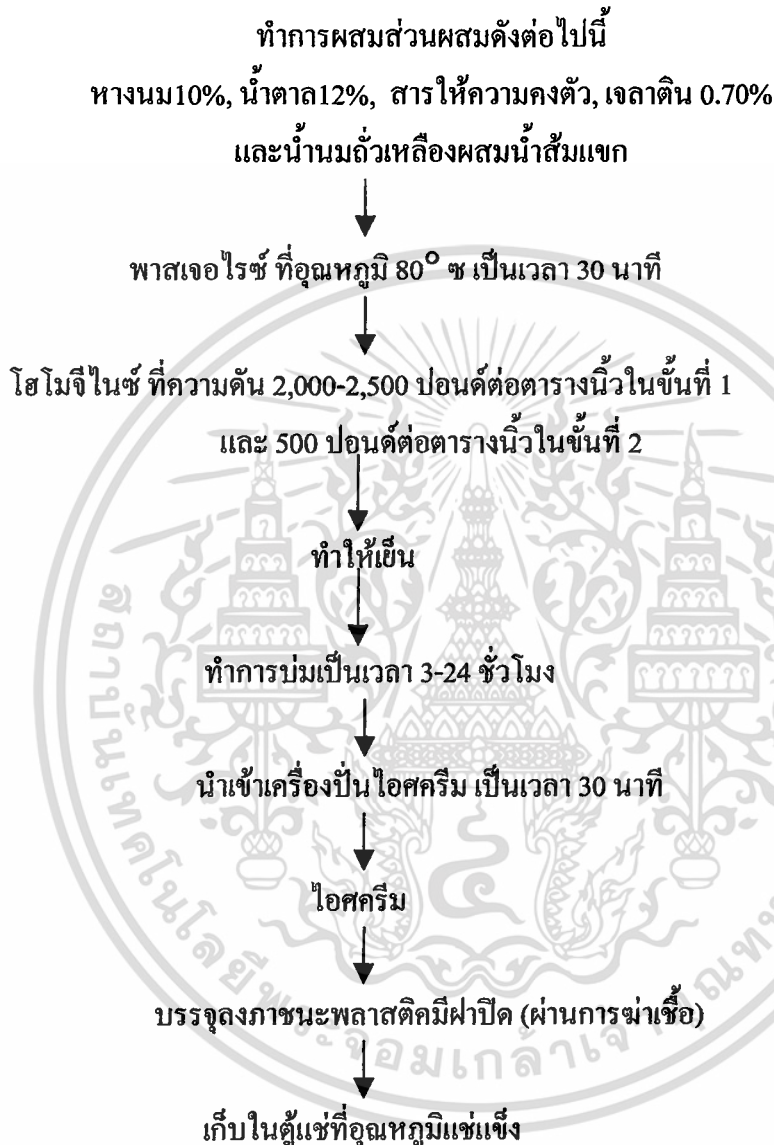 ทำการผสมส่วนผสมดังต่อไปนี้
หางนม10%, น้ำตาล12%, สารให้ความคงตัว, เจลาติน 0.70%
และน้ำนมถั่วเหลืองผสมน้ำส้มแขก
พาสเจอไรซ์ ที่อุณหภูมิ 80° ซ เป็นเวลา 30 นาที
โฮโมจีไนซ์ ที่ความดัน 2,000-2,500 ปอนด์ต่อตารางนิ้วในขั้นที่ 1
และ 500 ปอนด์ต่อตารางนิ้วในขั้นที่ 2
ทำให้เย็น
ทำการบ่มเป็นเวลา 3-24 ชั่วโมง
นำเข้าเครื่องปั่นไอศครีม เป็นเวลา 30 นาที
ไอศครีม
บรรจุลงภาชนะพลาสติคมีฝาปิด (ผ่านการฆ่าเชื้อ)
เก็บในตู้แช่ที่อุณหภูมิแช่แข็ง